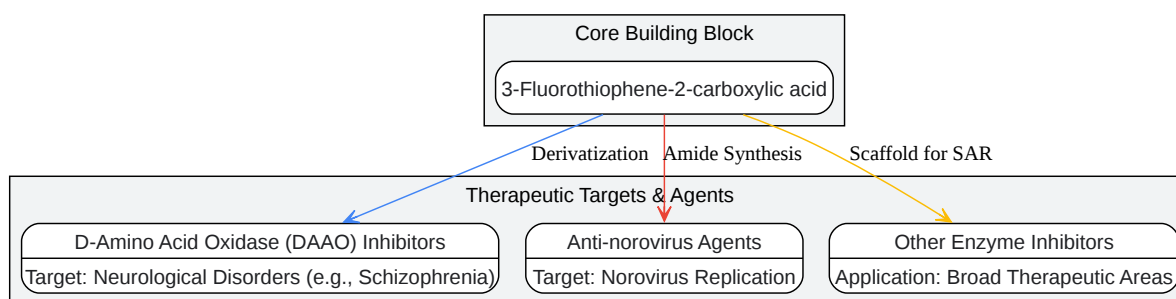 Core Building Block
3-Fluorothiophene-2-carboxylic acid
Derivatization
Amide Synthesis
Scaffold for SAR
Therapeutic Targets & Agents
D-Amino Acid Oxidase (DAAO) Inhibitors
Target: Neurological Disorders (e.g., Schizophrenia)
Anti-norovirus Agents
Target: Norovirus Replication
Other Enzyme Inhibitors
Application: Broad Therapeutic Areas